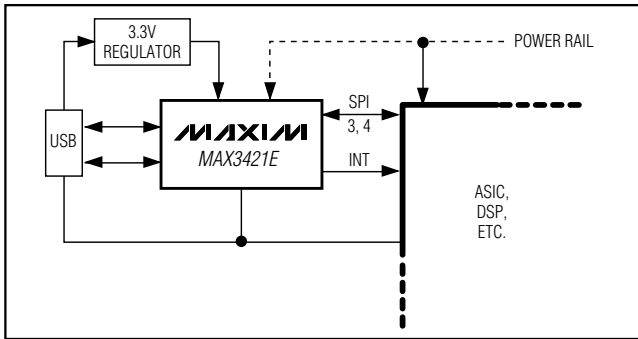 3.3V
REGULATOR
POWER RAIL
USB
MAXIM
MAX3421E
SPI
3, 4
INT
ASIC,
DSP,
ETC.